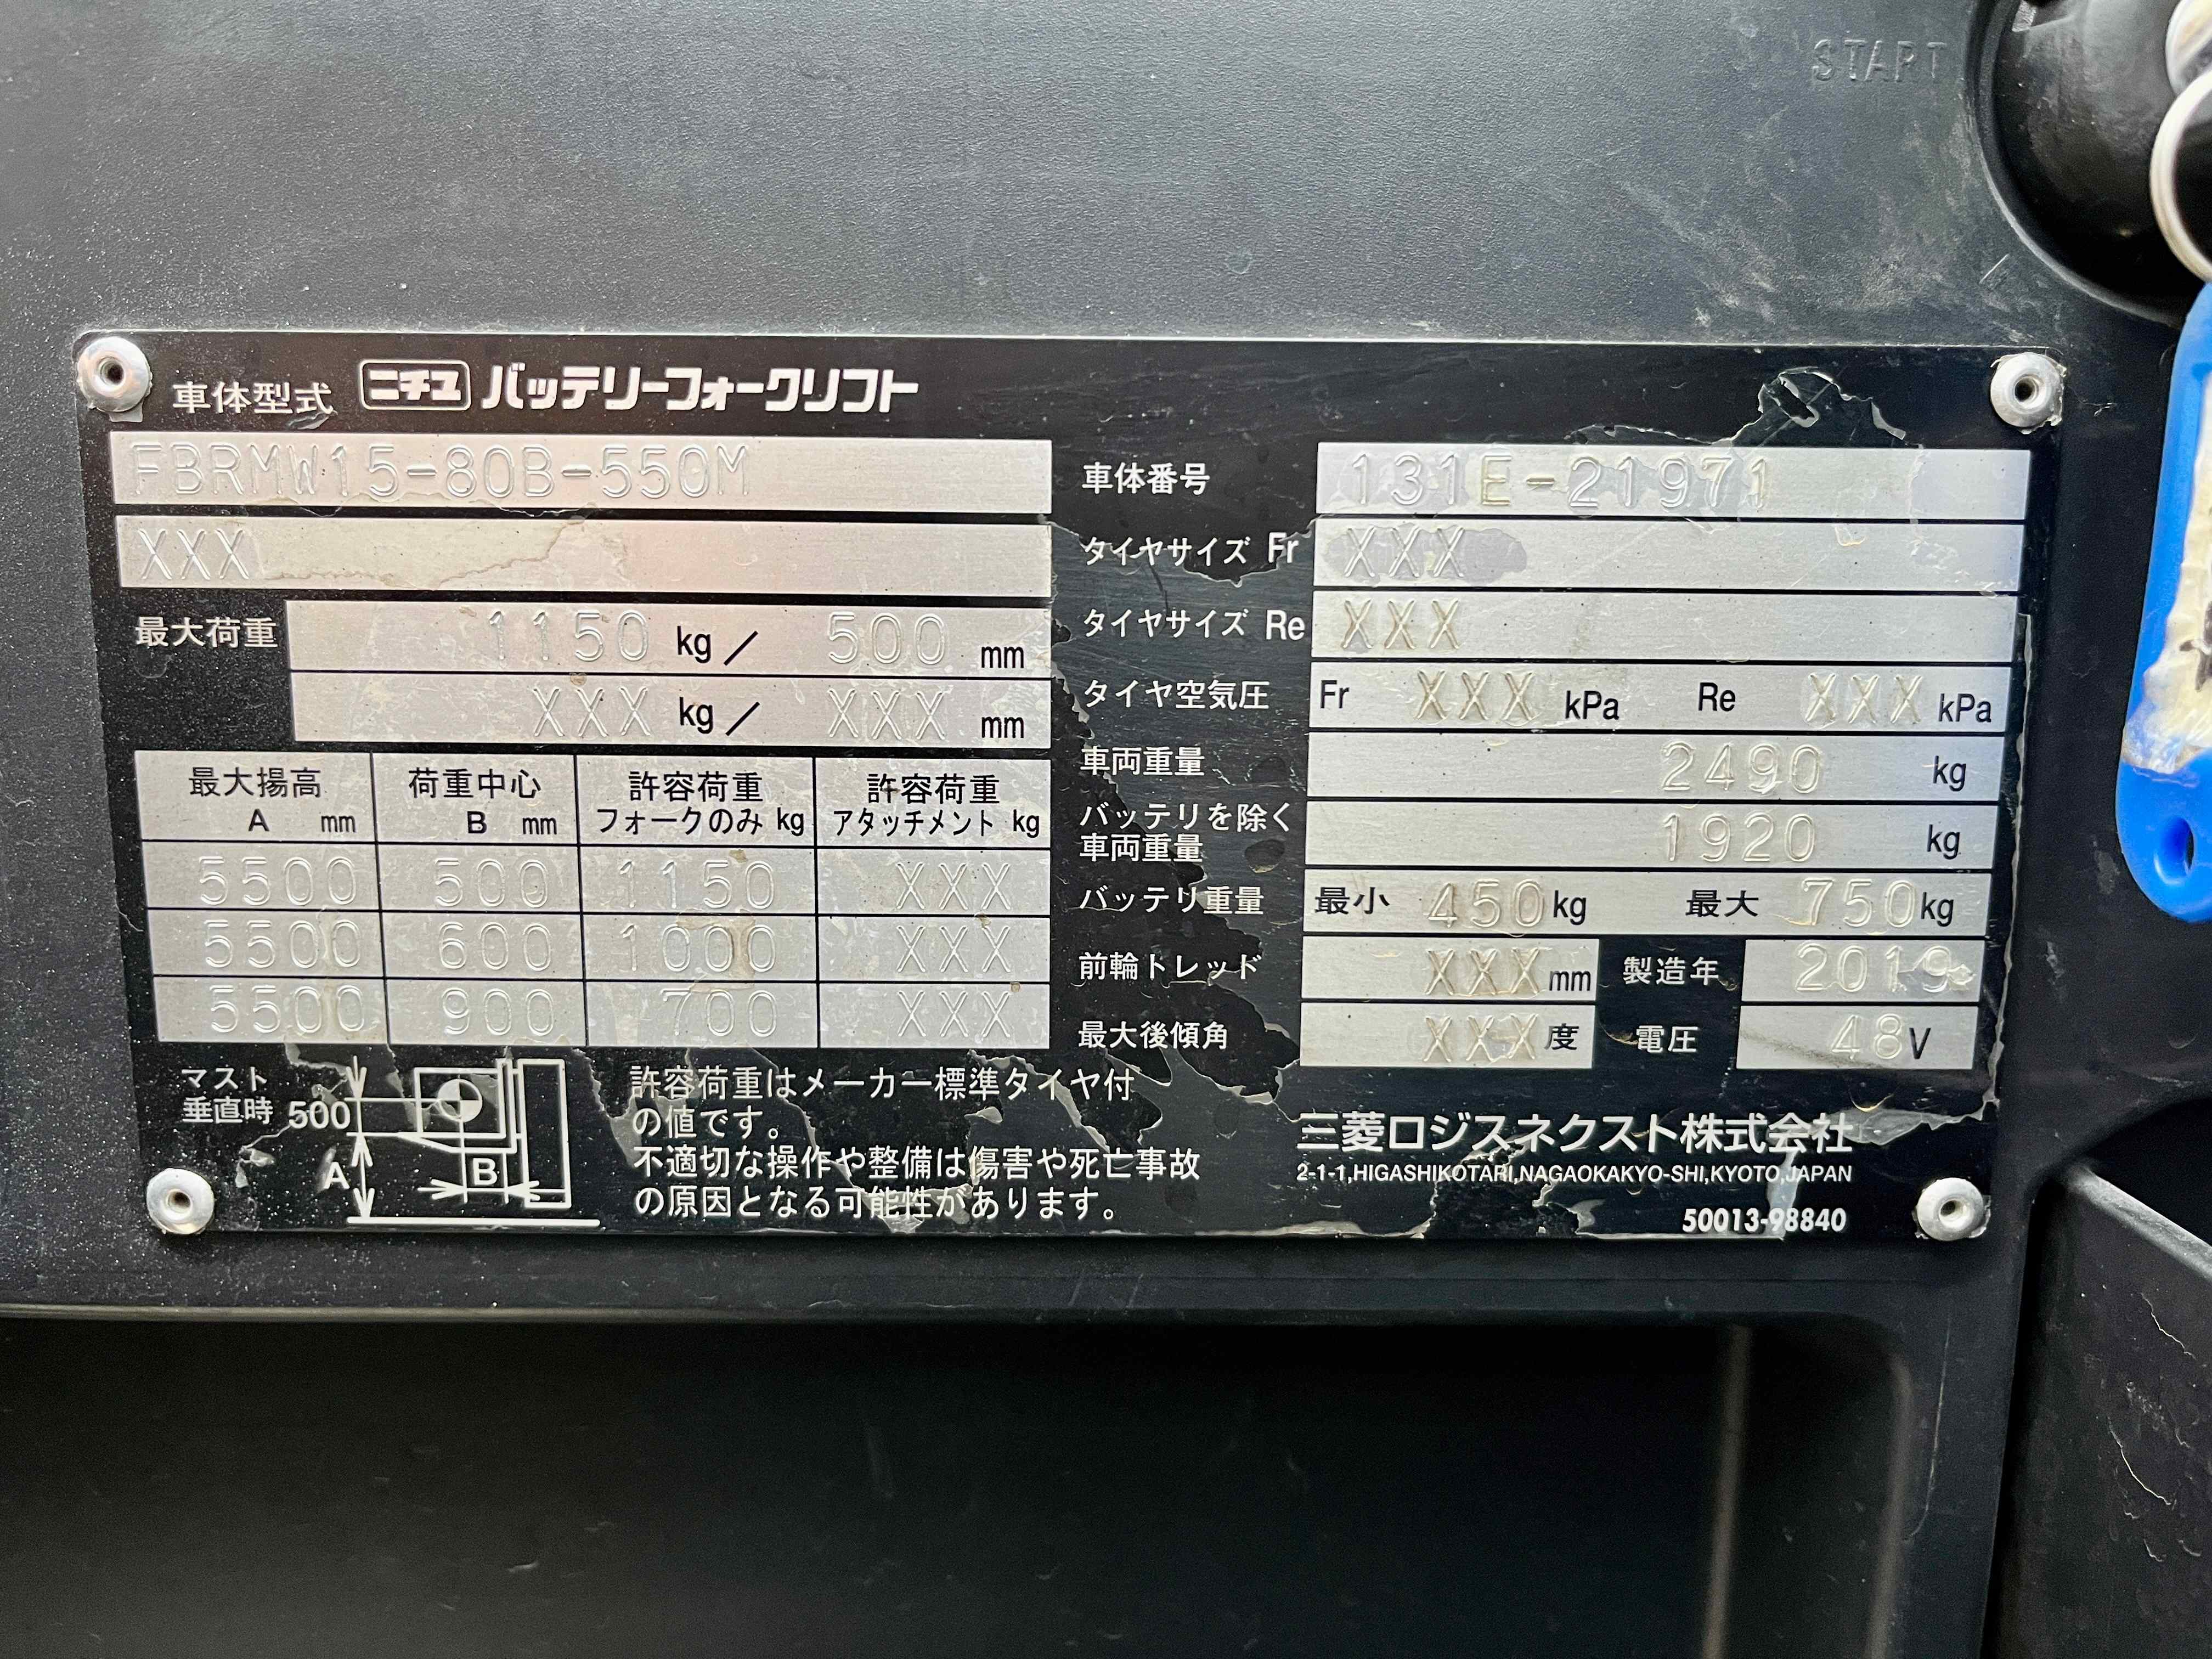 START
車体型式 ニチユ バッテリーフォークリフト
FBRMW15-80B-550M
XXX
最大荷重 1150 kg／ 500 mm
XXX kg／ XXX mm
最大揚高 A mm 荷重中心 B mm 許容荷重 フォークのみ kg 許容荷重 アタッチメント kg
5500 500 1150 XXX
5500 600 1000 XXX
5500 900 700 XXX
マスト
垂直時 500
A
B
許容荷重はメーカー標準タイヤ付
の値です。
不適切な操作や整備は傷害や死亡事故
の原因となる可能性があります。
車体番号 131E-21971
タイヤサイズ Fr XXX
タイヤサイズ Re XXX
タイヤ空気圧 Fr XXX kPa Re XXX kPa
車両重量 2490 kg
バッテリを除く
車両重量 1920 kg
バッテリ重量 最小 450 kg 最大 750 kg
前輪トレッド XXX mm 製造年 2019
最大後傾角 XXX 度 電圧 48 V
三菱ロジスネクスト株式会社
2-1-1,HIGASHIKOTARI,NAGAOKAKYO-SHI,KYOTO,JAPAN
50013-98840